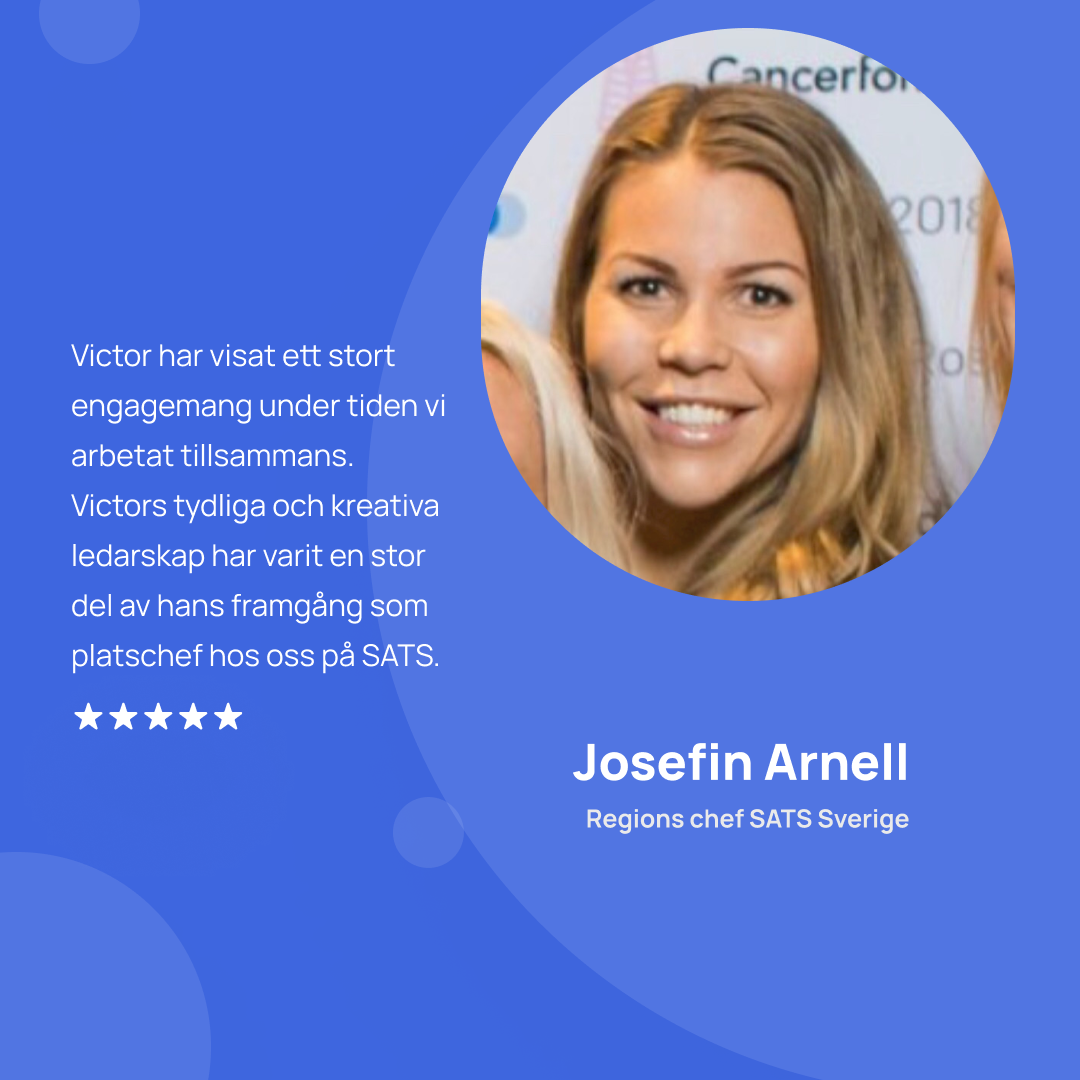 Cancerfo
2018
Victor har visat ett stort
engagemang under tiden vi
arbetat tillsammans.
Victors tydliga och kreativa
ledarskap har varit en stor
del av hans framgång som
platschef hos oss på SATS.
Josefin Arnell
Regions chef SATS Sverige